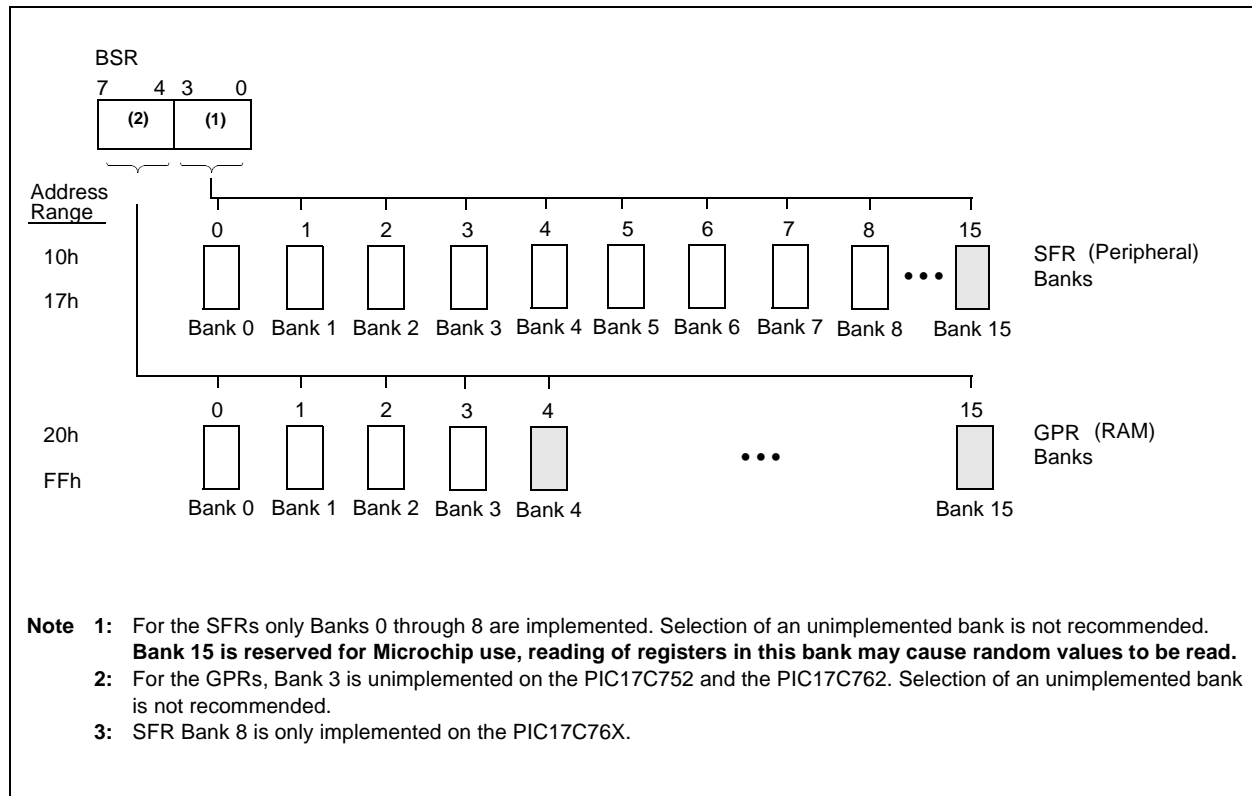 BSR
7 4 3 0
(2) (1)
Address
Range
0 1 2 3 4 5 6 7 8 15
10h
17h
SFR (Peripheral)
Banks
•••
Bank 0 Bank 1 Bank 2 Bank 3 Bank 4 Bank 5 Bank 6 Bank 7 Bank 8 Bank 15
0 1 2 3 4 15
20h
FFh
GPR (RAM)
Banks
•••
Bank 0 Bank 1 Bank 2 Bank 3 Bank 4 Bank 15
Note 1: For the SFRs only Banks 0 through 8 are implemented. Selection of an unimplemented bank is not recommended.
Bank 15 is reserved for Microchip use, reading of registers in this bank may cause random values to be read.
2: For the GPRs, Bank 3 is unimplemented on the PIC17C752 and the PIC17C762. Selection of an unimplemented bank
is not recommended.
3: SFR Bank 8 is only implemented on the PIC17C76X.